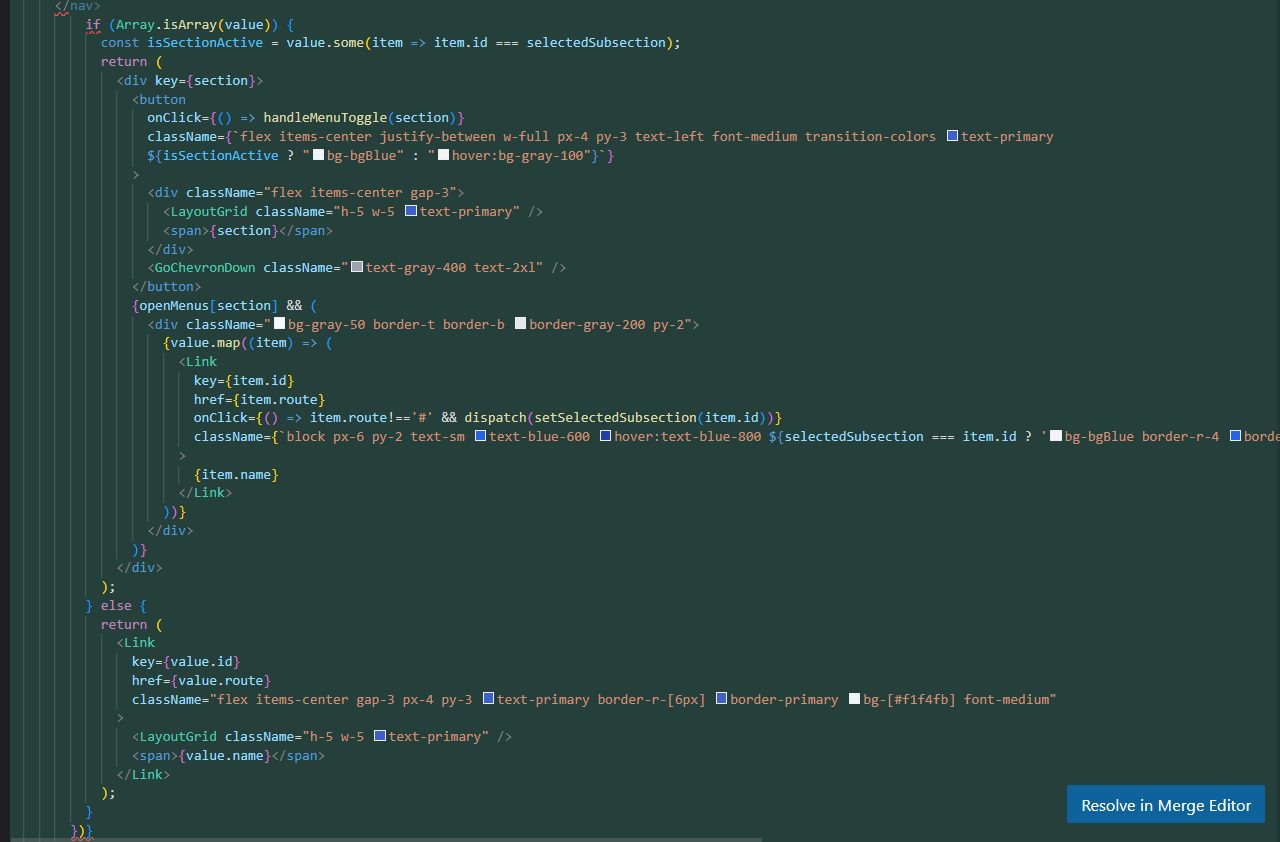 </nav>
if (Array.isArray(value)) {
const isSectionActive = value.some(item => item.id === selectedSubsection);
return (
<div key={section}>
<button
onClick={() => handleMenuToggle(section)}
className={`flex items-center justify-between w-full px-4 py-3 text-left font-medium transition-colors text-primary
${isSectionActive ? "bg-bgBlue" : "hover:bg-gray-100"}`}
>
<div className="flex items-center gap-3">
<LayoutGrid className="h-5 w-5 text-primary" />
<span>{section}</span>
</div>
<GoChevronDown className="text-gray-400 text-2xl" />
</button>
{openMenus[section] && (
<div className="bg-gray-50 border-t border-b border-gray-200 py-2">
{value.map((item) => (
<Link
key={item.id}
href={item.route}
onClick={() => item.route!=='#' && dispatch(setSelectedSubsection(item.id))}
className={`block px-6 py-2 text-sm text-blue-600 hover:text-blue-800 ${selectedSubsection === item.id ? 'bg-bgBlue border-r-4 borde
>
{item.name}
</Link>
))}
</div>
)}
</div>
);
} else {
return (
<Link
key={value.id}
href={value.route}
className="flex items-center gap-3 px-4 py-3 text-primary border-r-[6px] border-primary bg-[#f1f4fb] font-medium"
>
<LayoutGrid className="h-5 w-5 text-primary" />
<span>{value.name}</span>
</Link>
);
}
})}
Resolve in Merge Editor